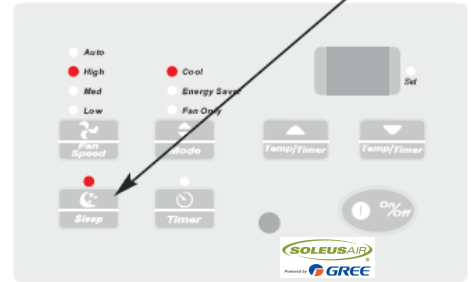 Auto
High
Med
Low
Cool
Energy Saver
Fan Only
Set
Fan Speed
Mode
Temp/Timer
Temp/Timer
Sleep
Timer
On/Off
SOLEUSAIR
Powered by GREE